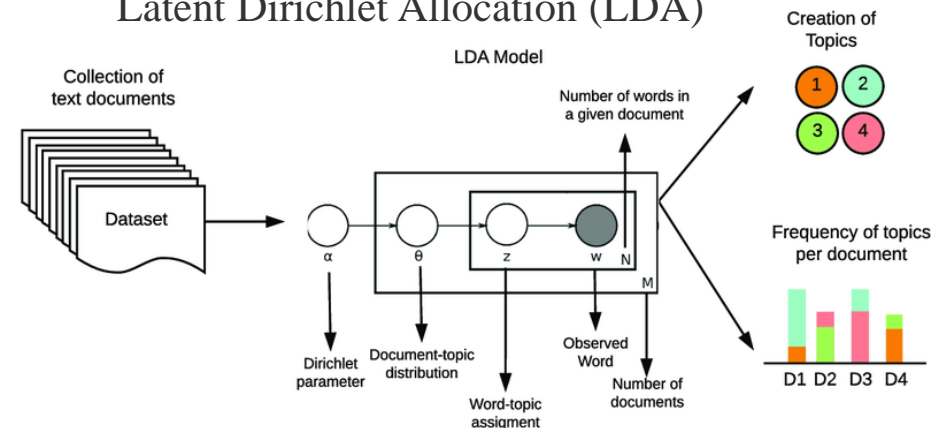 Latent Dirichlet Allocation (LDA)
Collection of
text documents
Dataset
LDA Model
Number of words in
a given document
α
θ
z
w
N
M
Dirichlet
parameter
Document-topic
distribution
Word-topic
assigment
Observed
Word
Number of
documents
Creation of
Topics
1
2
3
4
Frequency of topics
per document
D1 D2 D3 D4